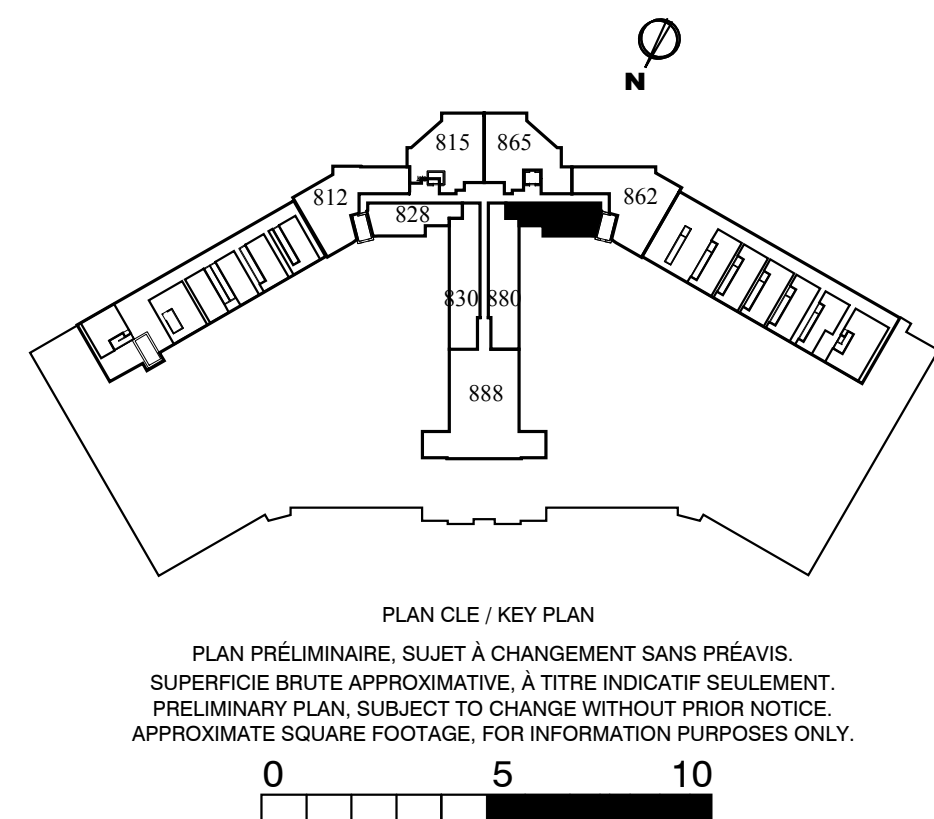 N
815 865
812 862
828
830 880
888
PLAN CLE / KEY PLAN
PLAN PRÉLIMINAIRE, SUJET À CHANGEMENT SANS PRÉAVIS.
SUPERFICIE BRUTE APPROXIMATIVE, À TITRE INDICATIF SEULEMENT.
PRELIMINARY PLAN, SUBJECT TO CHANGE WITHOUT PRIOR NOTICE.
APPROXIMATE SQUARE FOOTAGE, FOR INFORMATION PURPOSES ONLY.
0 5 10